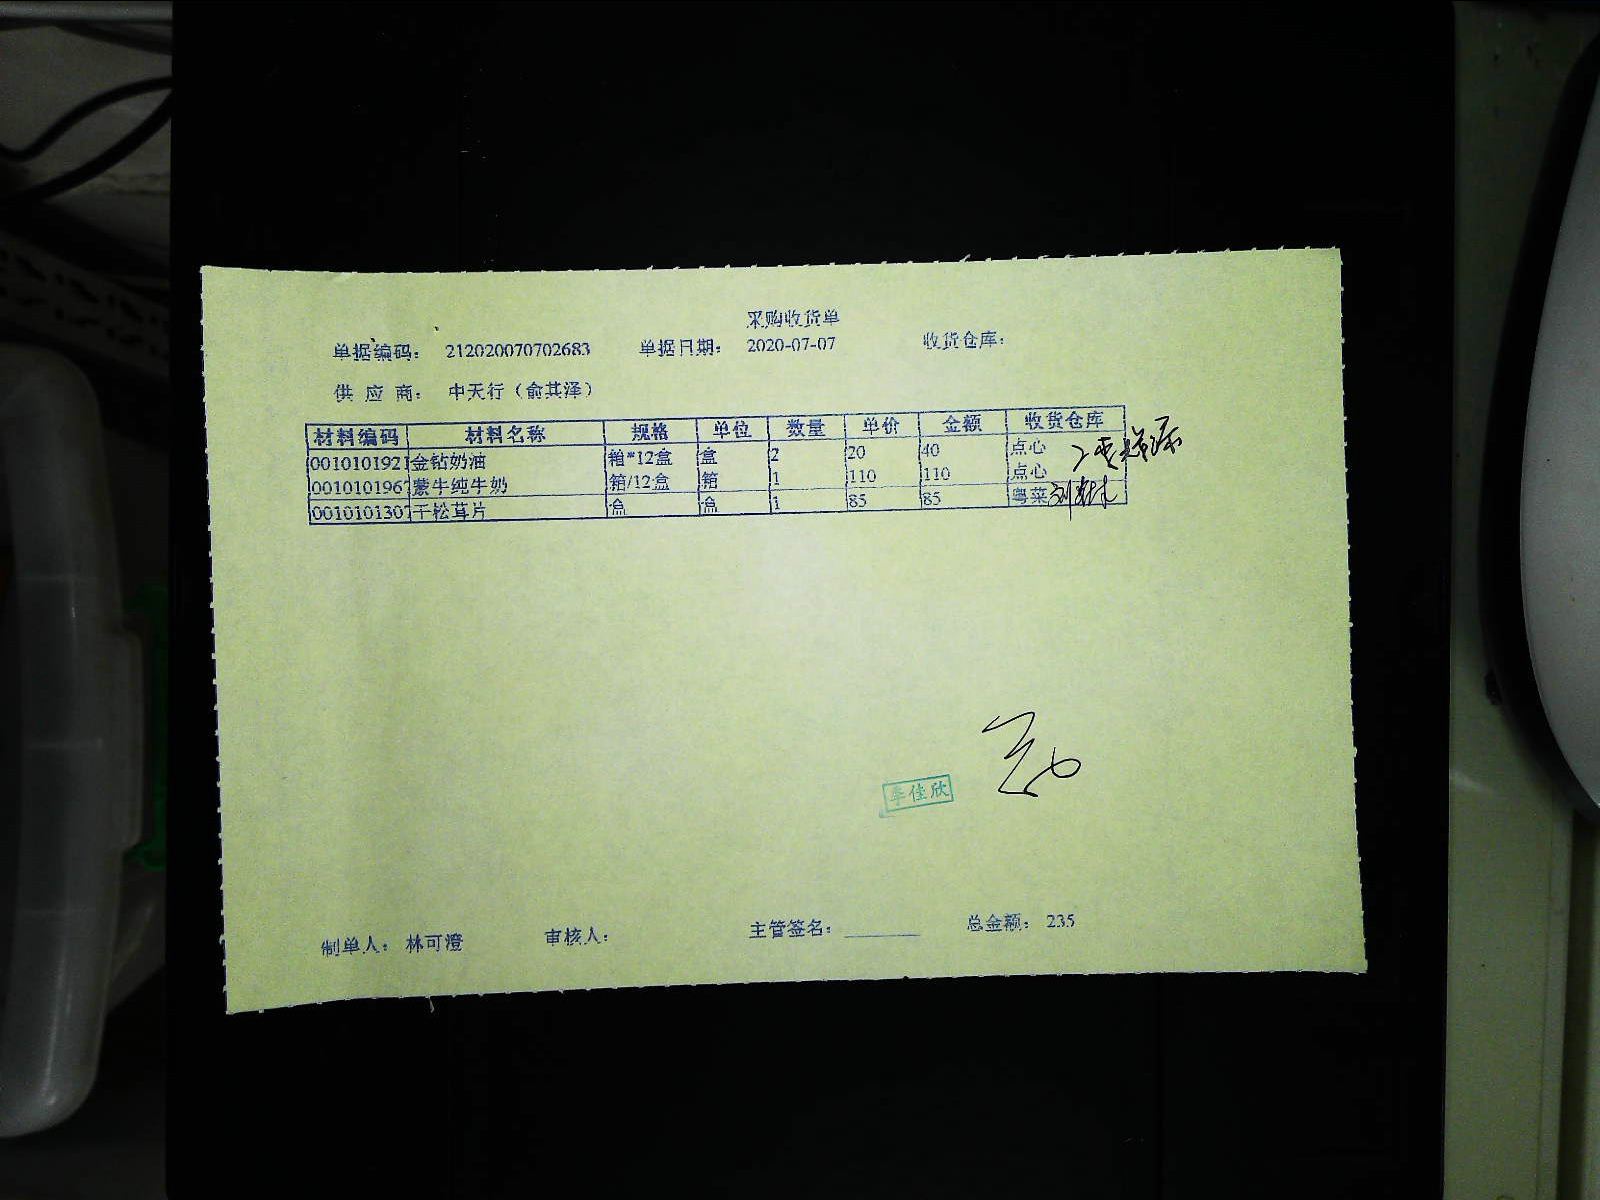 采购收货单
单据编码： 212020070702683 单据日期： 2020-07-07 收货仓库：
供 应 商： 中天行（俞其泽）
材料编码 材料名称 规格 单位 数量 单价 金额 收货仓库
0010101921 金钻奶油 箱*12盒 盒 2 20 40 点心
001010196 蒙牛纯牛奶 箱/12盒 箱 1 110 110 点心
0010101307 干松茸片 盒 盒 1 85 85 粤菜
李佳欣
制单人： 林可澄 审核人： 主管签名： 总金额： 235